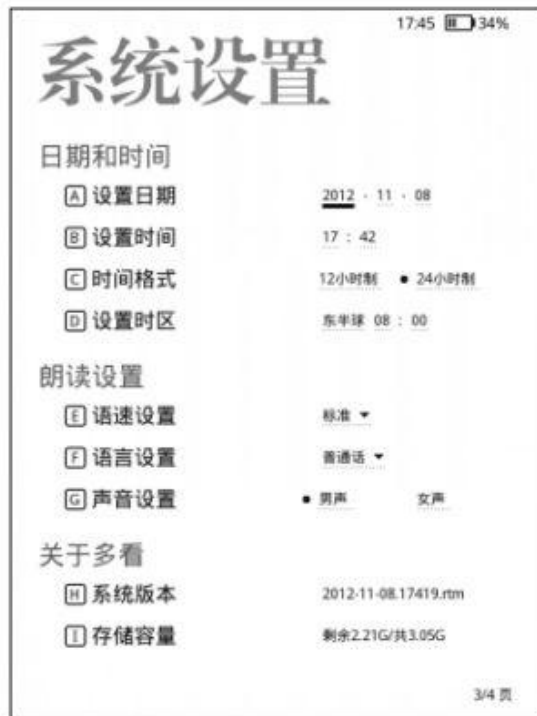 17:45 34%
系统设置
日期和时间
A 设置日期 2012 · 11 · 08
B 设置时间 17 : 42
C 时间格式 12小时制 • 24小时制
D 设置时区 东半球 08 : 00
朗读设置
E 语速设置 标准 ▼
F 语言设置 普通话 ▼
G 声音设置 • 男声 女声
关于多看
H 系统版本 2012-11-08.17419.rtm
I 存储容量 剩余2.21G/共3.05G
3/4 页